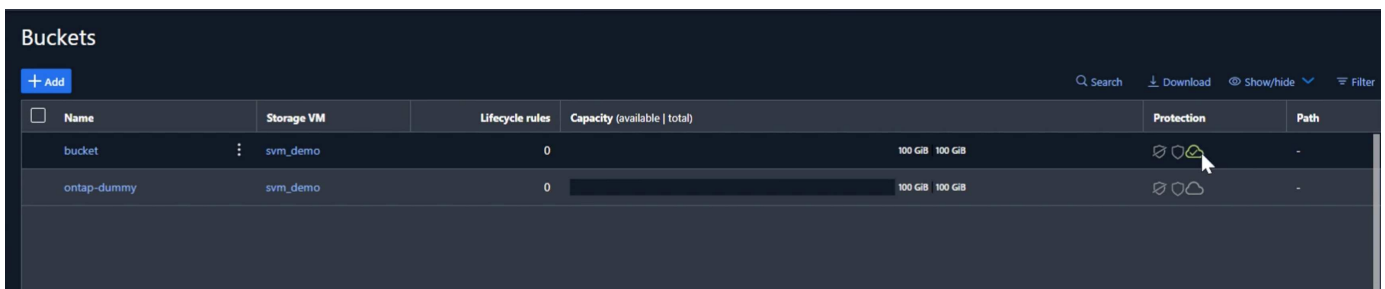 Buckets
+ Add Search Download Show/hide Filter
Name Storage VM Lifecycle rules Capacity (available | total) Protection Path
bucket svm_demo 0 100 GiB 100 GiB -
ontap-dummy svm_demo 0 100 GiB 100 GiB -